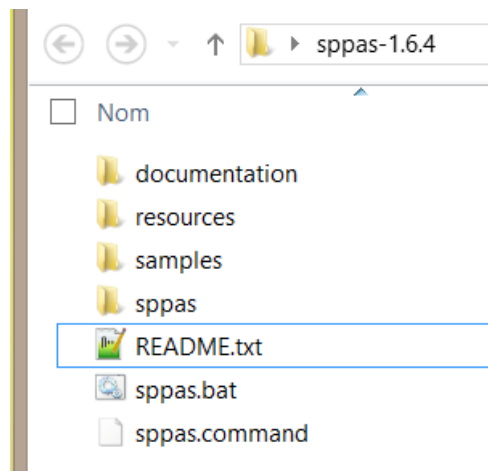 sppas-1.6.4
Nom
documentation
resources
samples
sppas
README.txt
sppas.bat
sppas.command